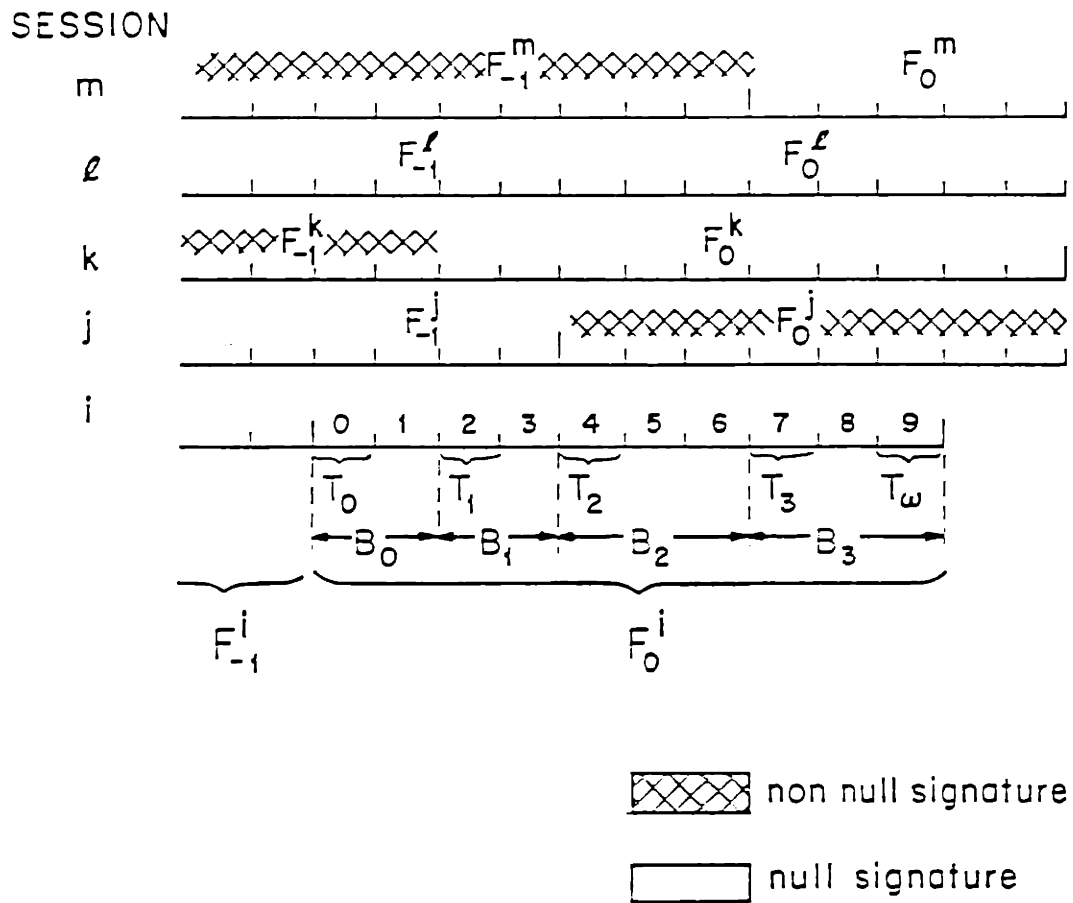 SESSION
m F₋₁ᵐ F₀ᵐ
ℓ F₋₁ˡ F₀ˡ
k F₋₁ᵏ F₀ᵏ
j F₋₁ʲ F₀ʲ
i 0 1 2 3 4 5 6 7 8 9
T₀ T₁ T₂ T₃ T_ω
B₀ B₁ B₂ B₃
F₋₁ⁱ F₀ⁱ
non null signature
null signature